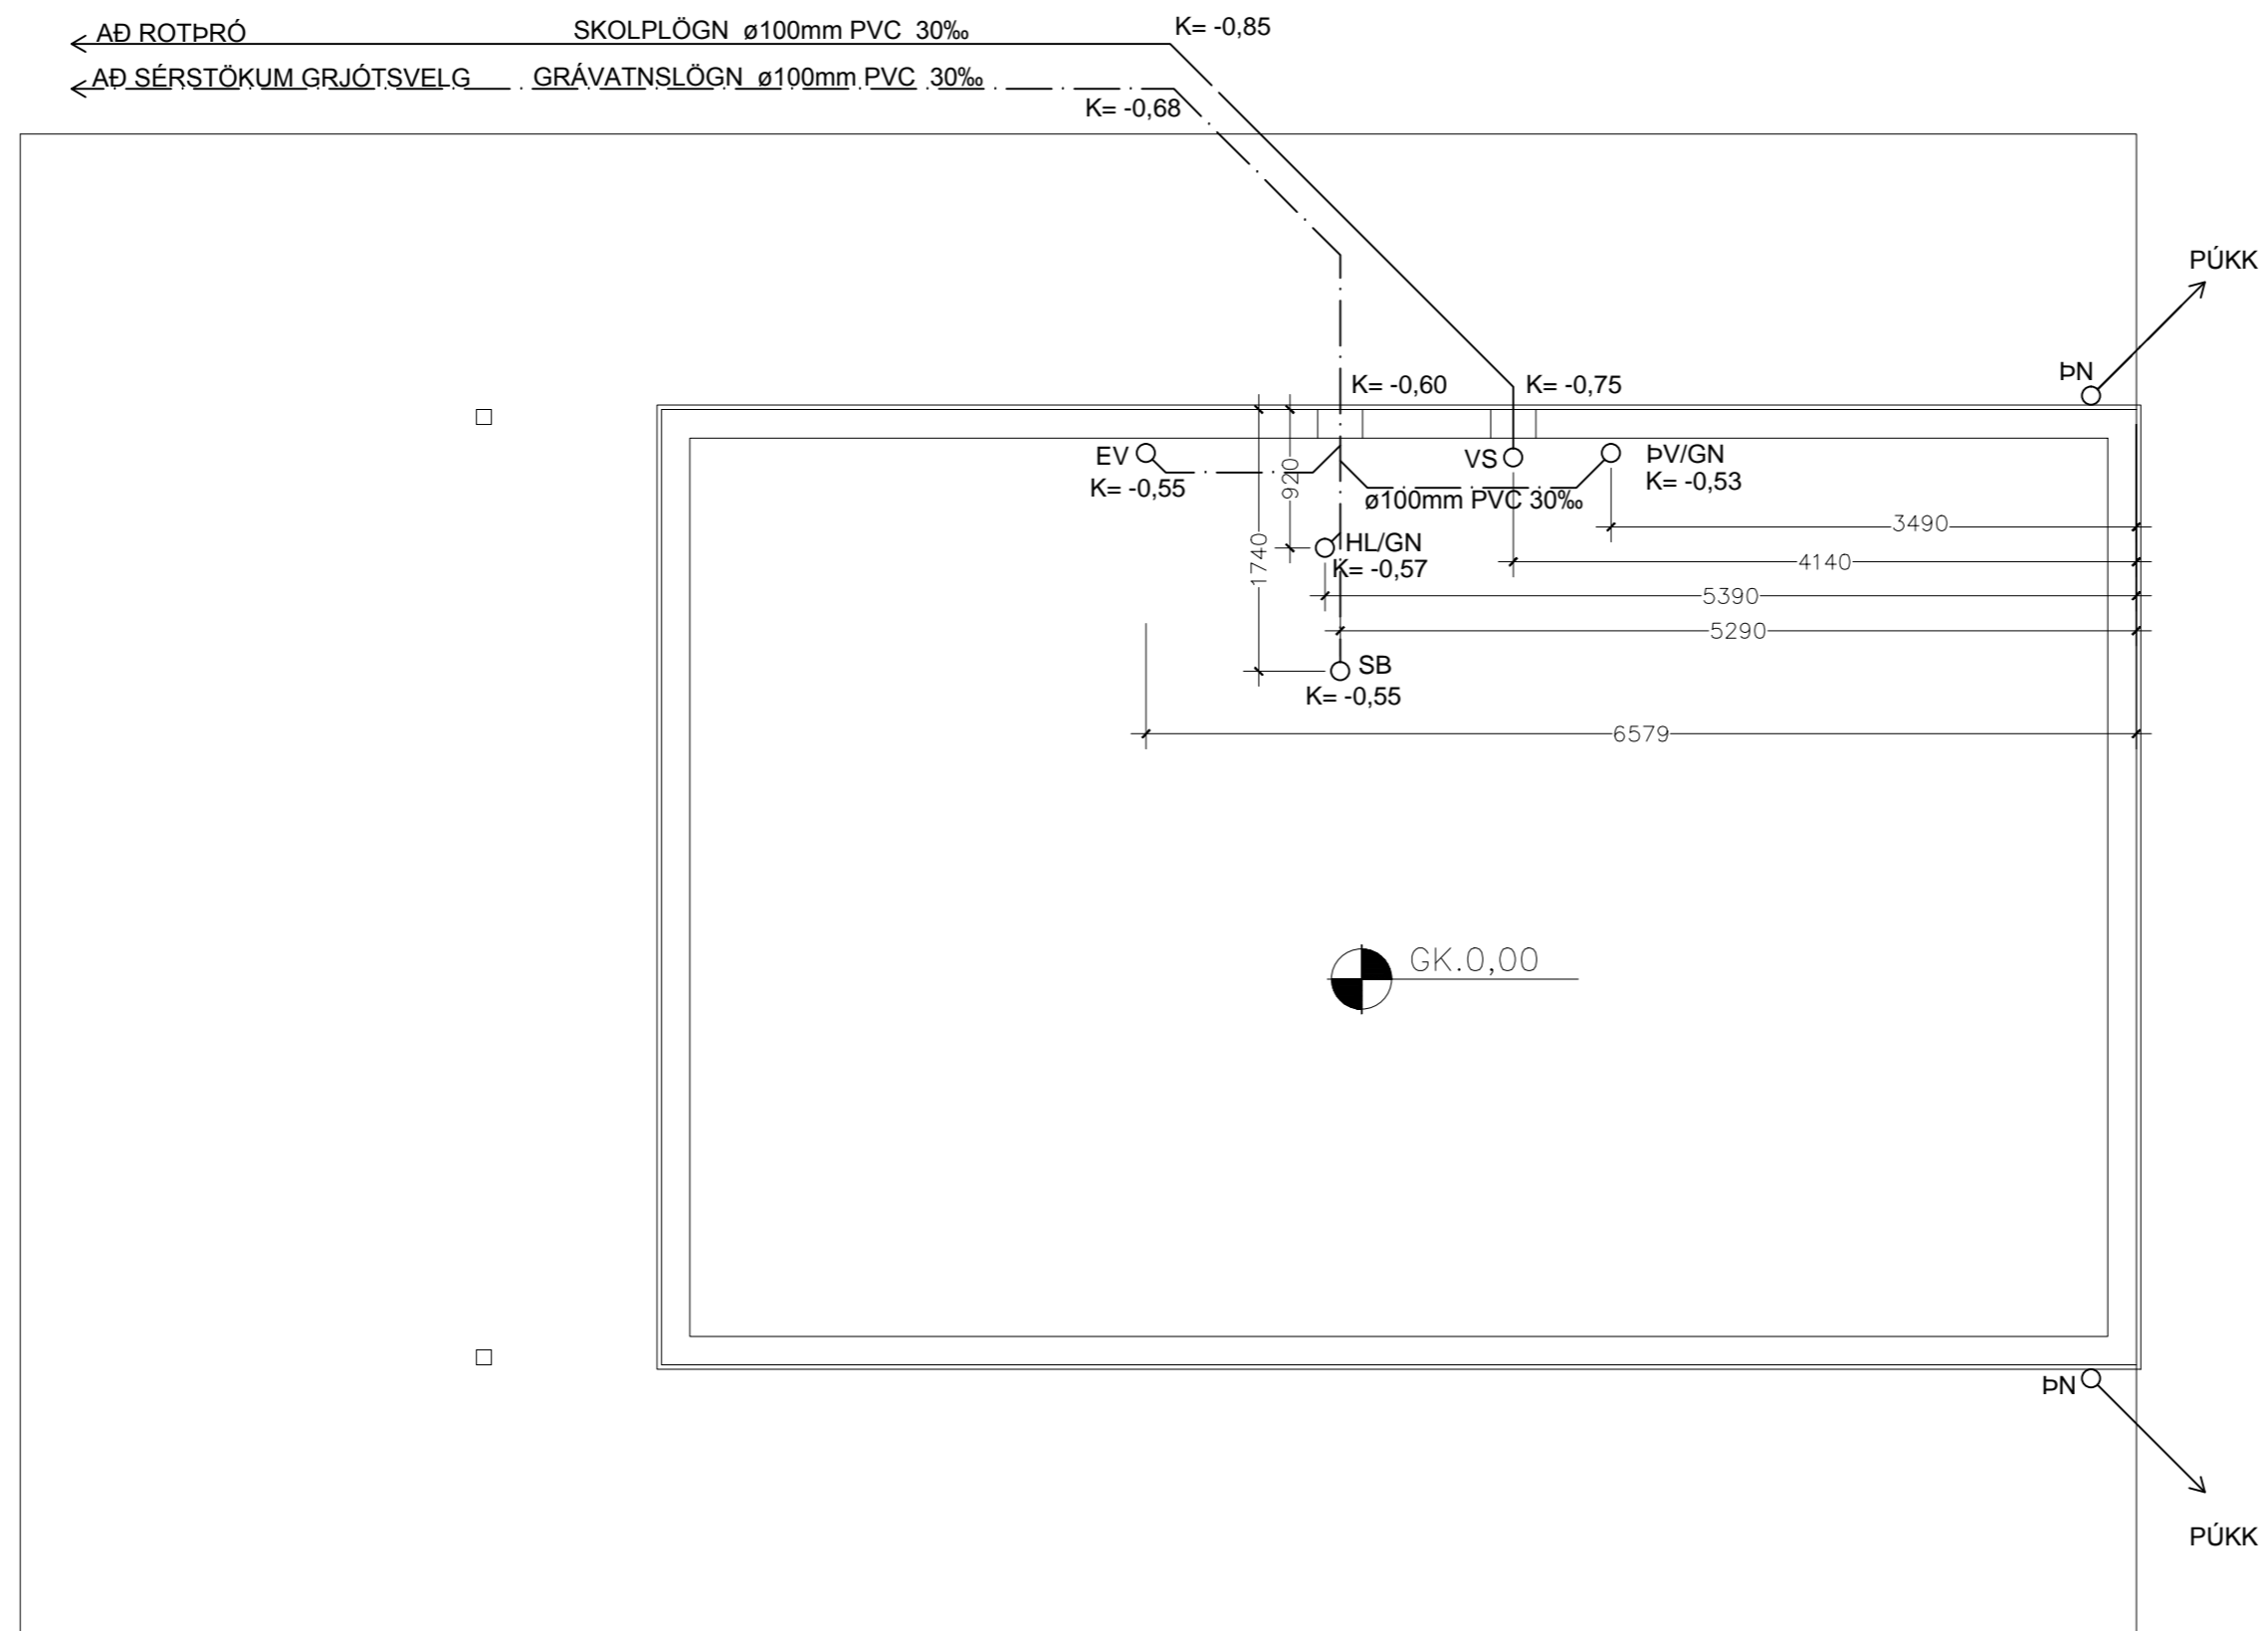 AÐ ROTÞRÓ
SKOLPLÖGN ø100mm PVC 30‰
K= -0,85
AÐ SÉRSTÖKUM GRJÓTSVELG
GRÁVATNSLÖGN ø100mm PVC 30‰
K= -0,68
PÚKK
ÞN
K= -0,60
K= -0,75
EV
K= -0,55
VS
ÞV/GN
K= -0,53
ø100mm PVC 30‰
920
1740
HL/GN
K= -0,57
3490
4140
5390
5290
SB
K= -0,55
6579
GK.0,00
ÞN
PÚKK